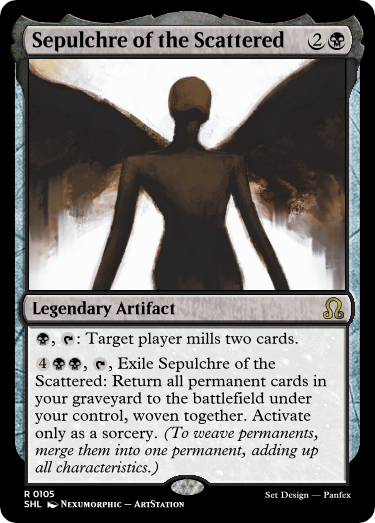 Sepulchre of the Scattered 2
: Target player mills two cards.
4, Exile Sepulchre of the
Scattered: Return all permanent cards in
your graveyard to the battlefield under
your control, woven together. Activate
only as a sorcery. (To weave permanents,
merge them into one permanent, adding up
all characteristics.)
Legendary Artifact
R 0105
SHL Nexumorphic — ArtStation
Set Design — Panfex